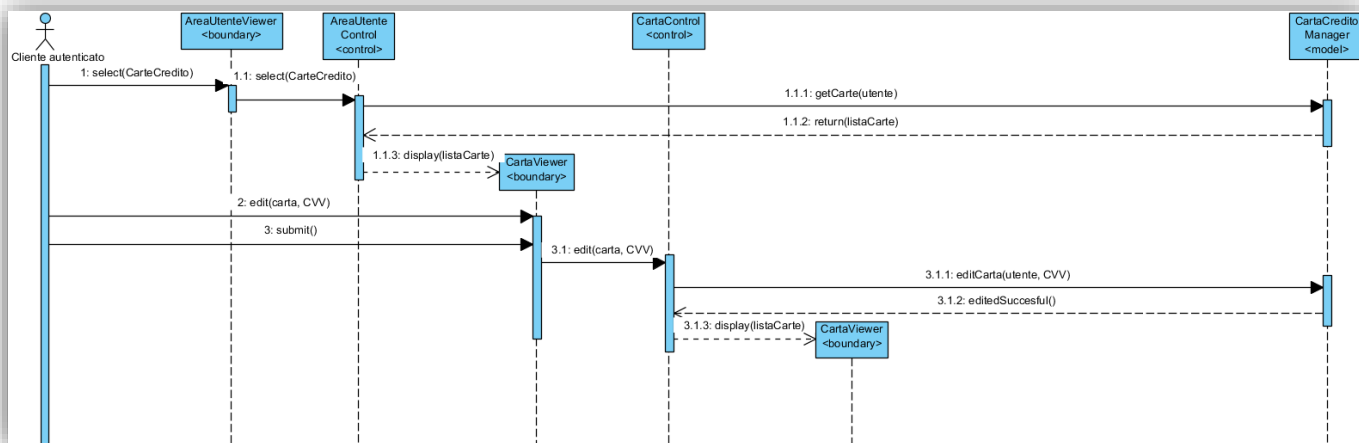 AreaUtenteViewer
<boundary>
AreaUtente
Control
<control>
CartaControl
<control>
CartaCredito
Manager
<model>
Cliente autenticato
1: select(CarteCredito)
1.1: select(CarteCredito)
1.1.1: getCarte(utente)
1.1.2: return(listaCarte)
1.1.3: display(listaCarte)
CartaViewer
<boundary>
2: edit(carta, CVV)
3: submit()
3.1: edit(carta, CVV)
3.1.1: editCarta(utente, CVV)
3.1.2: editedSuccesful()
3.1.3: display(listaCarte)
CartaViewer
<boundary>